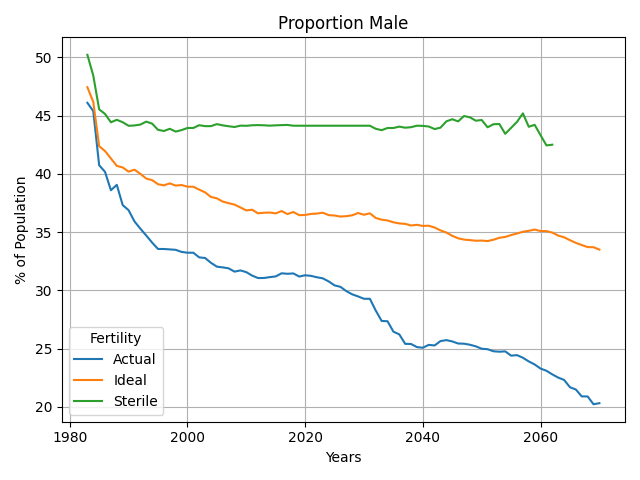 Proportion Male
% of Population
50
45
40
35
30
25
20
Fertility
Actual
Ideal
Sterile
1980
2000
2020
2040
2060
Years